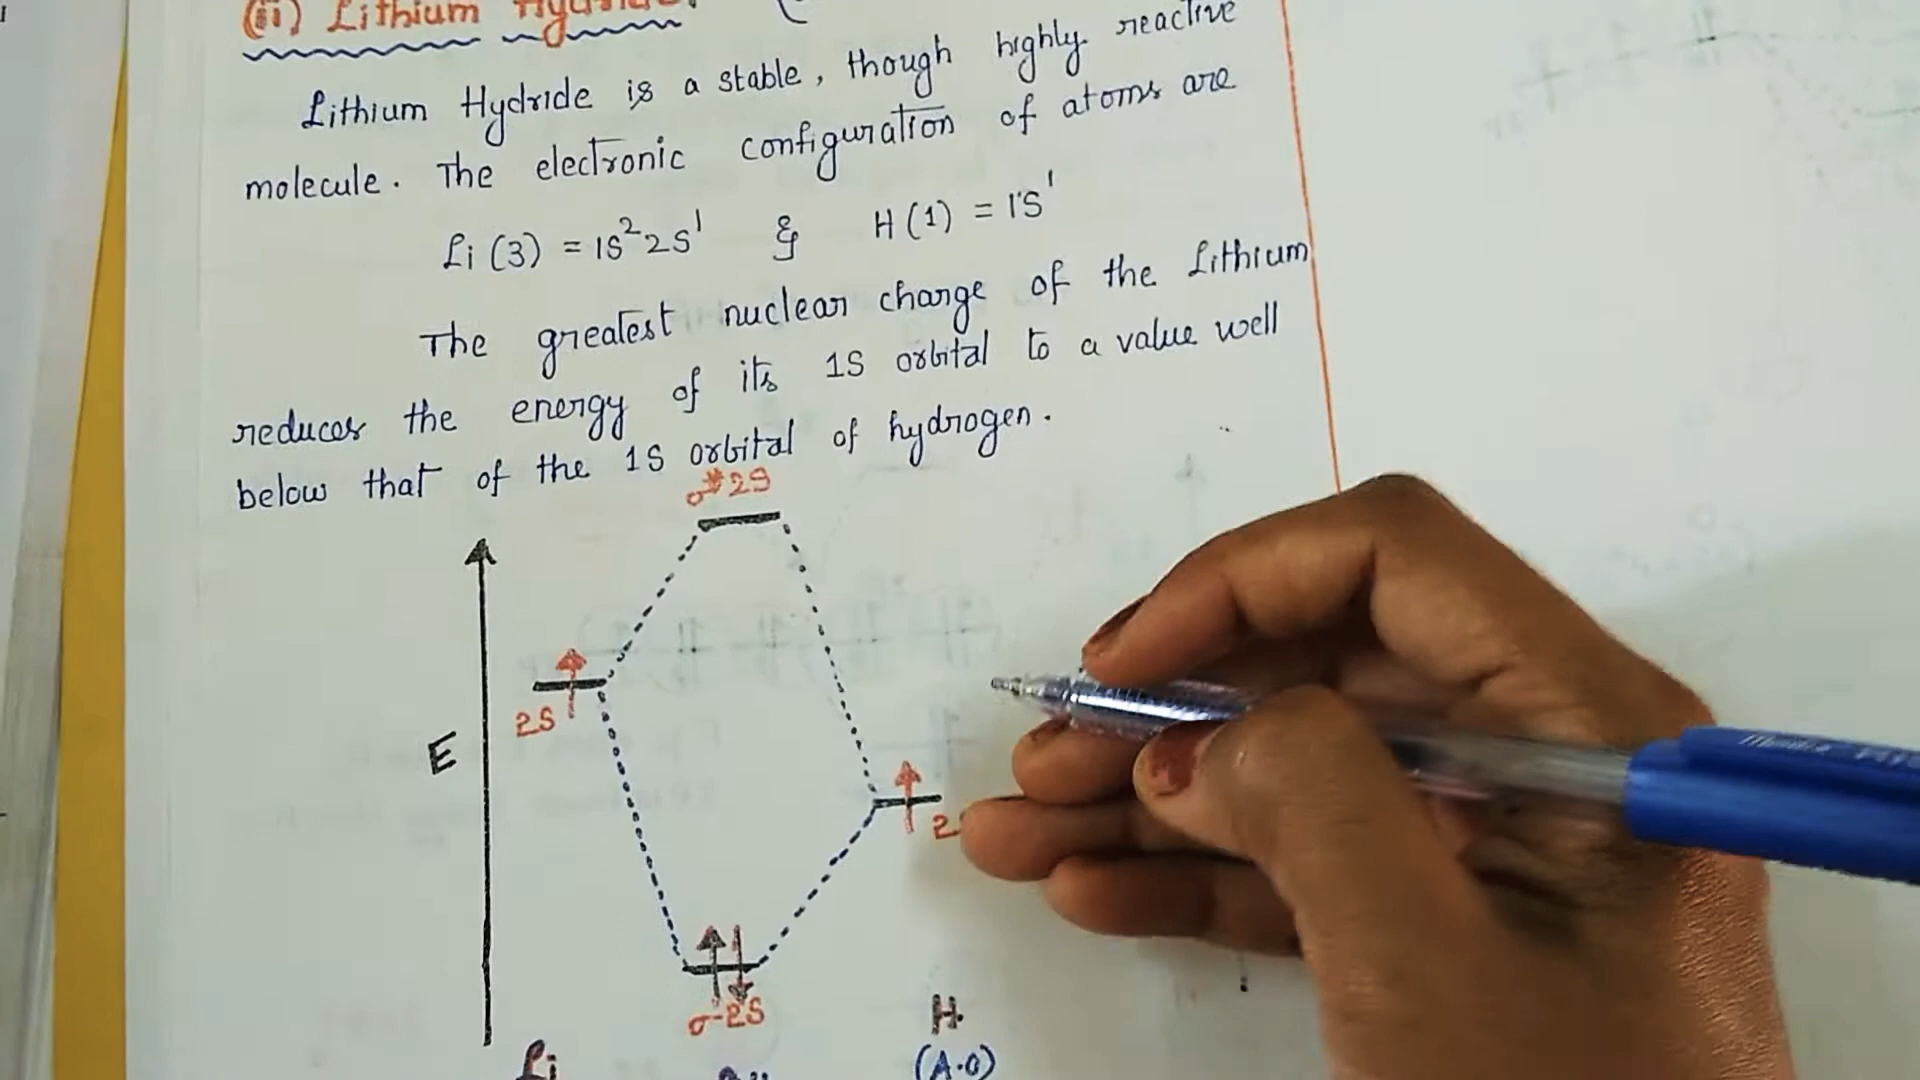 (ii) Lithium Hydride.
Lithium Hydride is a stable, though highly reactive
molecule. The electronic configuration of atoms are
Li (3) = 1S² 2S¹ & H (1) = 1S¹
The greatest nuclear charge of the Lithium
reduces the energy of its 1S orbital to a value well
below that of the 1S orbital of hydrogen.
σ*2S
2S
E
2
σ-2S
H.
Li
(A.O)